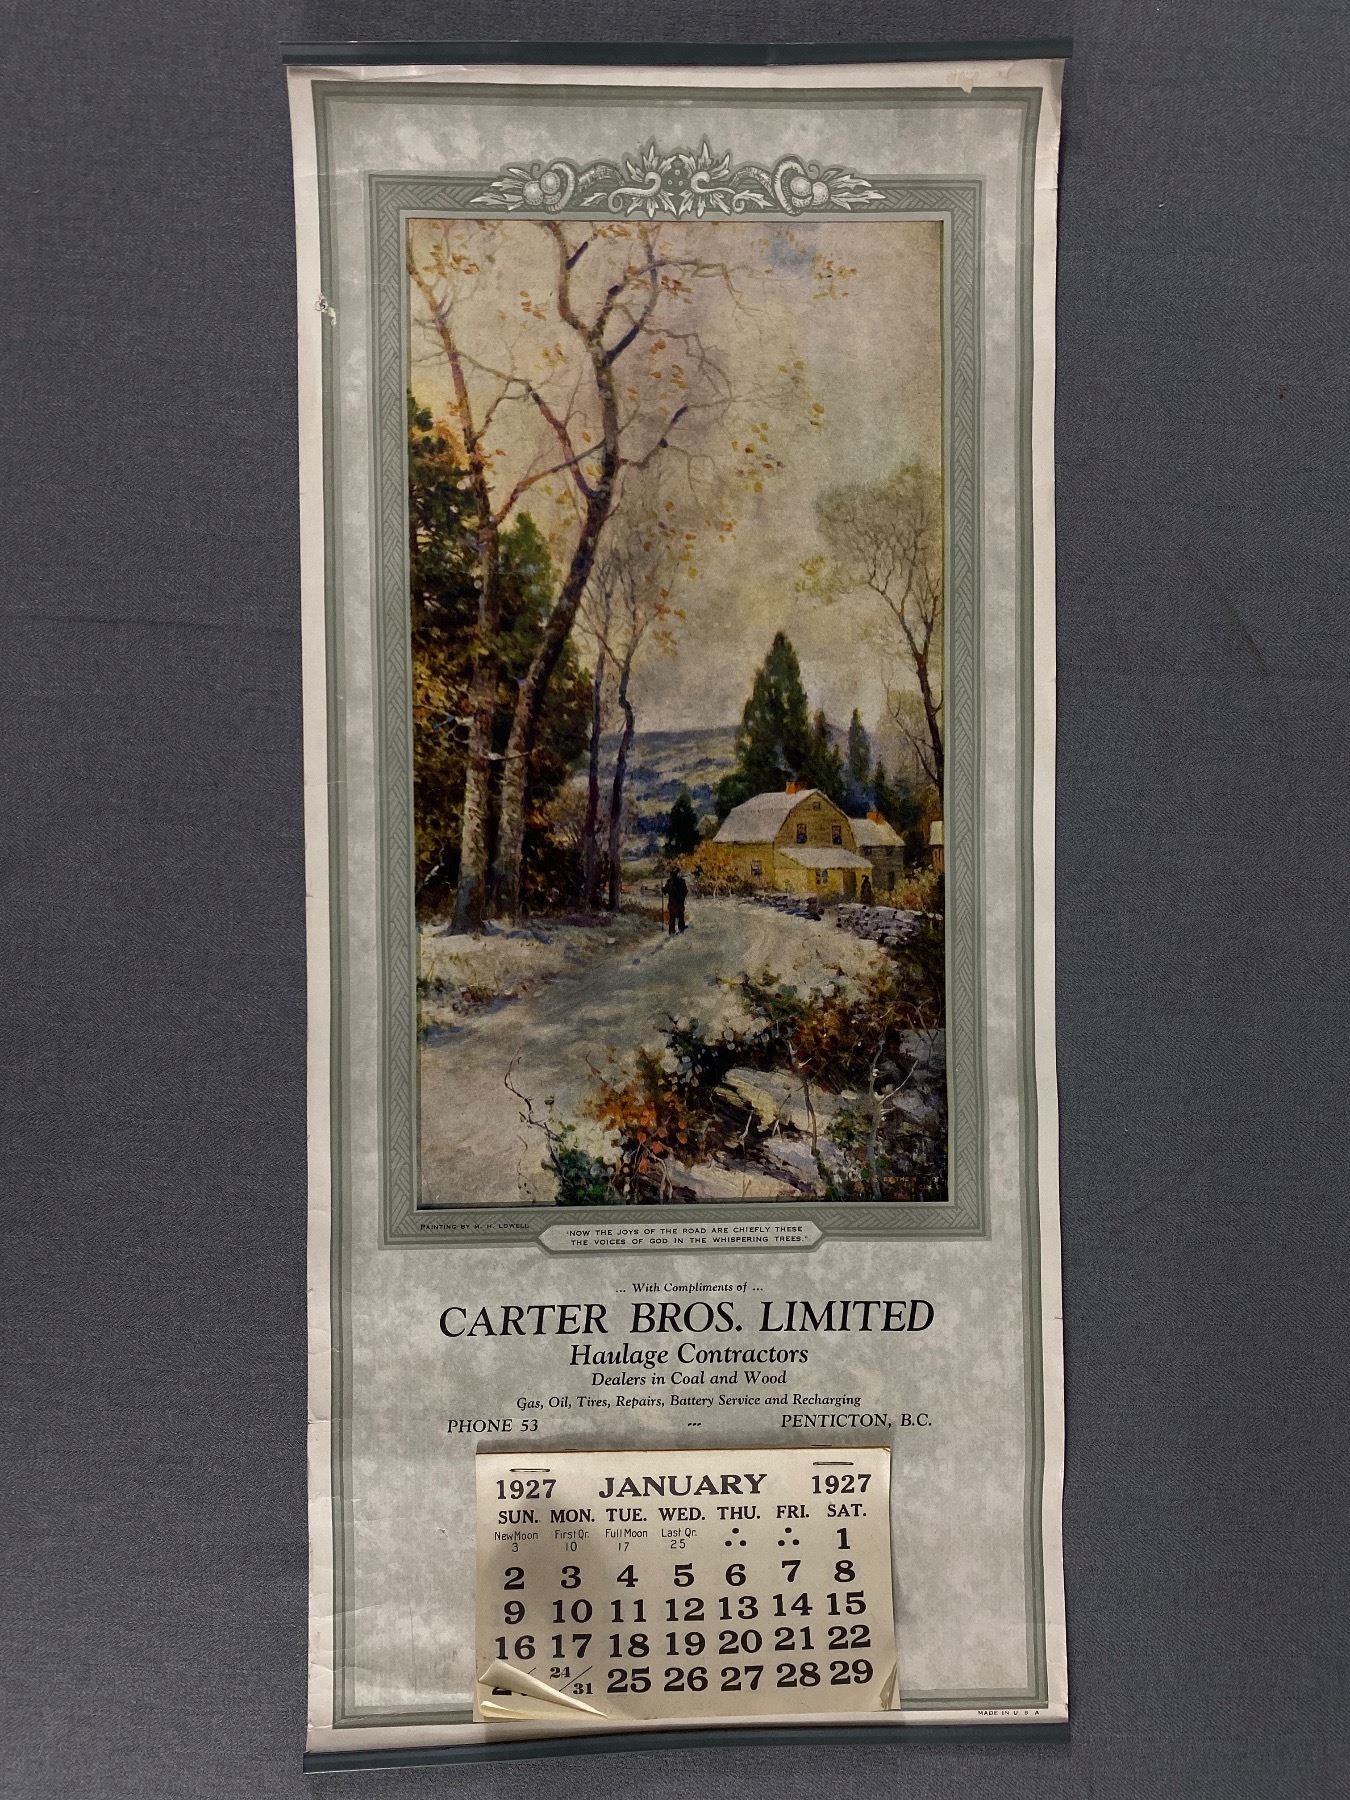 PAINTING BY M. H. LOWELL
"NOW THE JOYS OF THE ROAD ARE CHIEFLY THESE
THE VOICES OF GOD IN THE WHISPERING TREES."
... With Compliments of ...
CARTER BROS. LIMITED
Haulage Contractors
Dealers in Coal and Wood
Gas, Oil, Tires, Repairs, Battery Service and Recharging
PHONE 53 --- PENTICTON, B.C.
1927 JANUARY 1927
SUN. MON. TUE. WED. THU. FRI. SAT.
New Moon 3 First Qr. 10 Full Moon 17 Last Qr. 25 1
2 3 4 5 6 7 8
9 10 11 12 13 14 15
16 17 18 19 20 21 22
24/31 25 26 27 28 29
MADE IN U. S. A